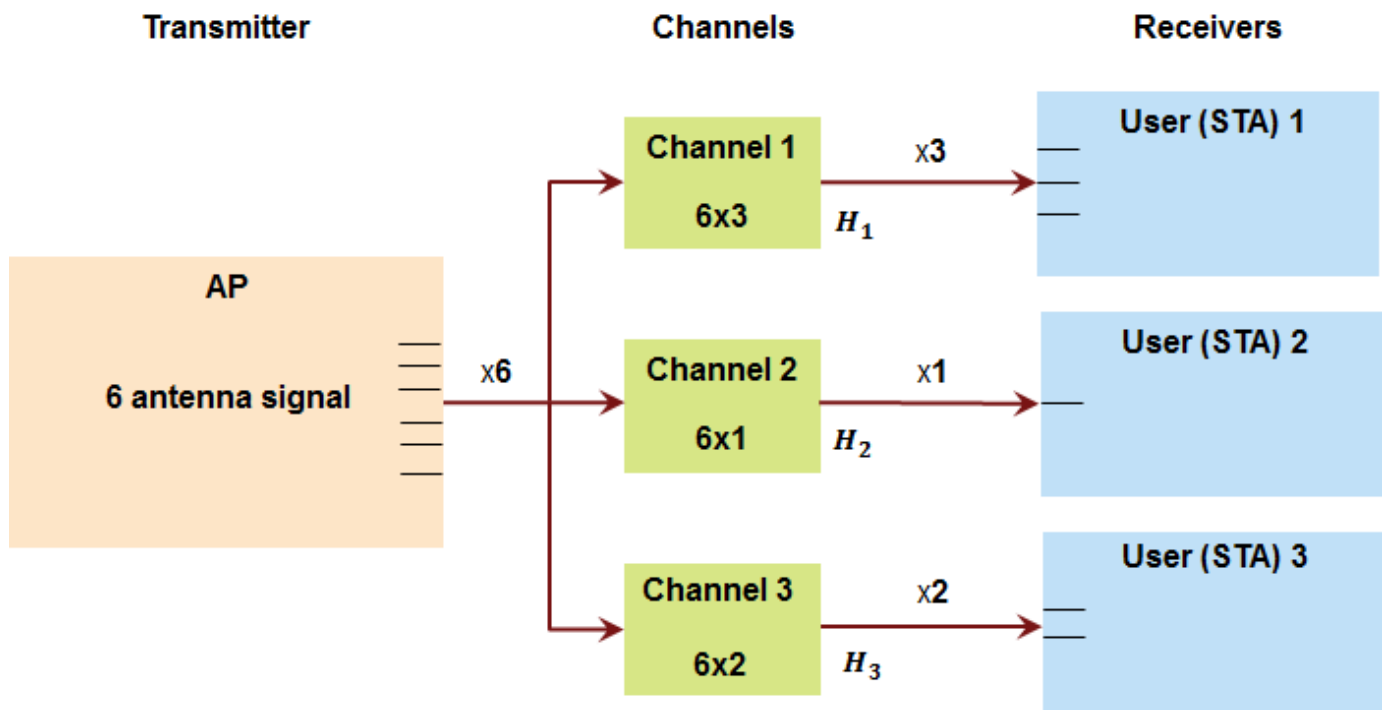 Transmitter
Channels
Receivers
AP
6 antenna signal
x6
Channel 1
6x3
H₁
x3
User (STA) 1
Channel 2
6x1
H₂
x1
User (STA) 2
Channel 3
6x2
H₃
x2
User (STA) 3